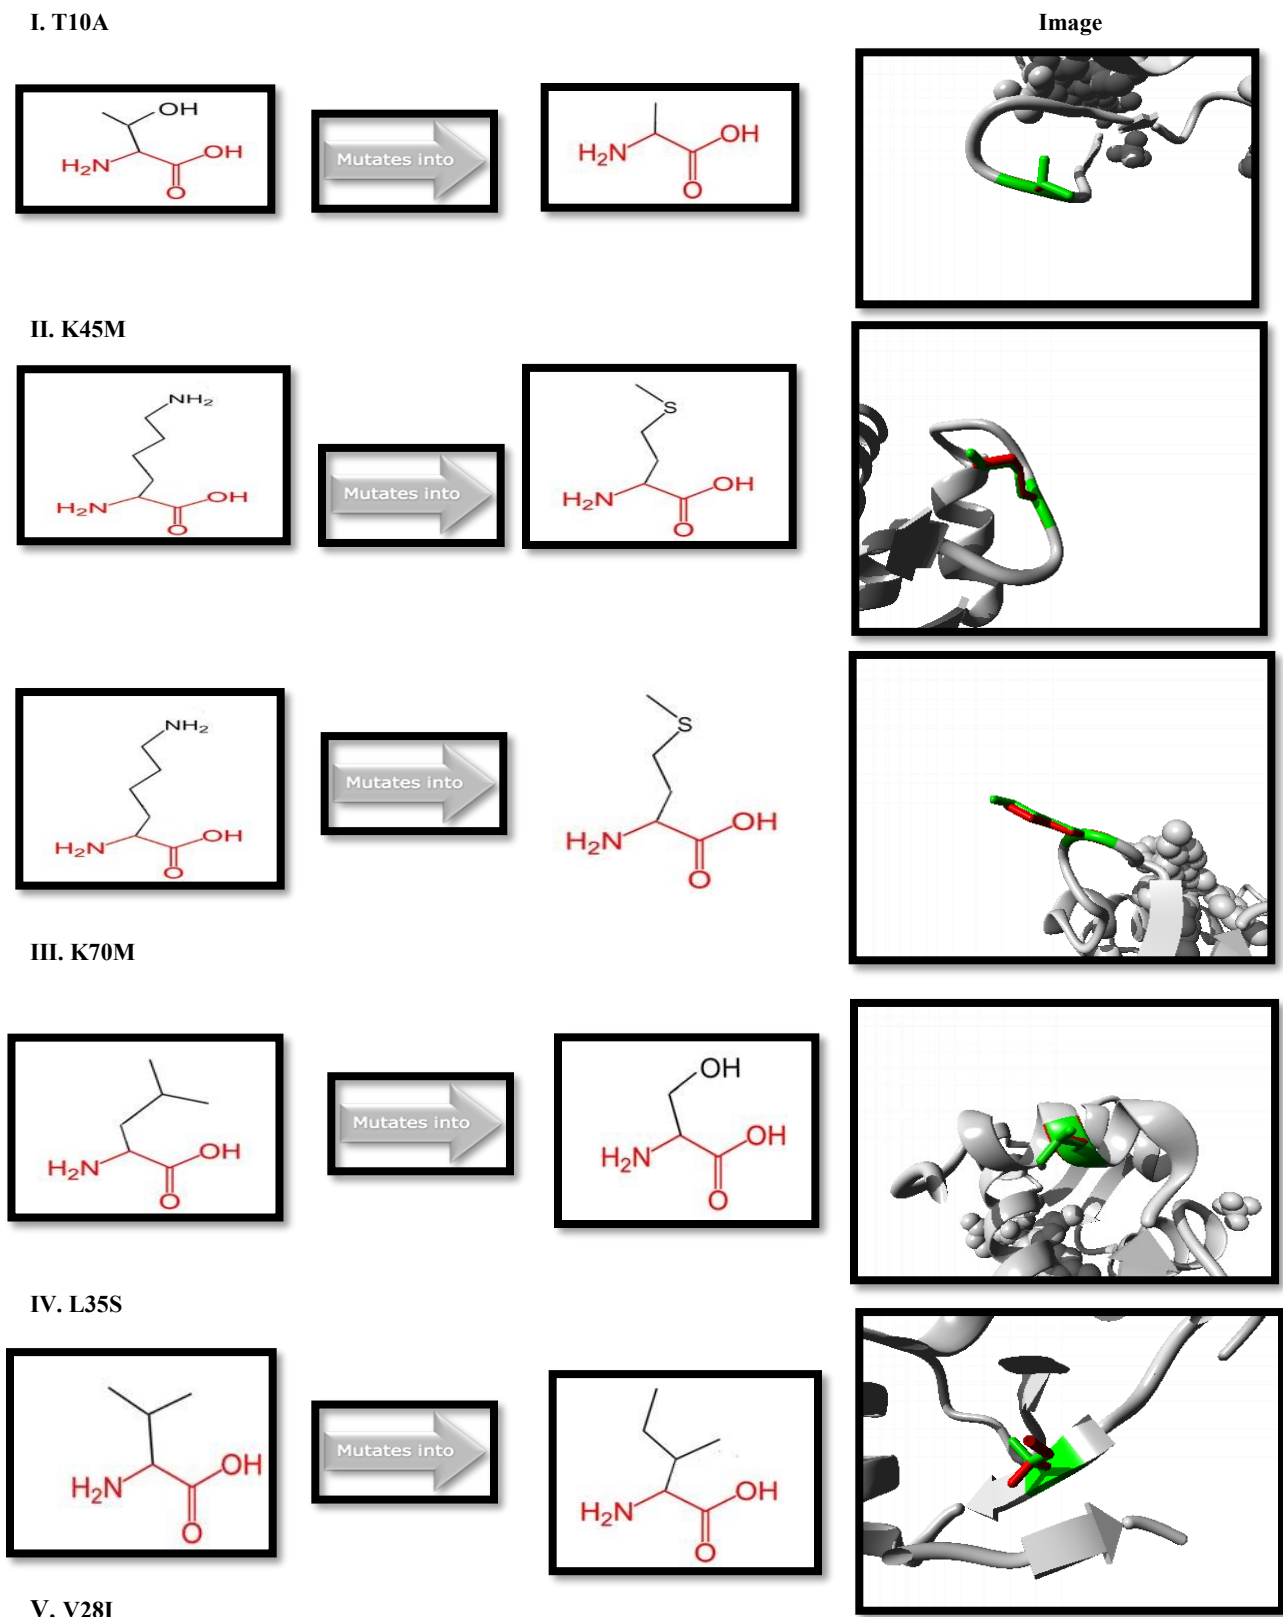 I. T10A
Image
OH
H₂N
OH
O
Mutates into
H₂N
OH
O
II. K45M
NH₂
H₂N
OH
O
Mutates into
S
H₂N
OH
O
NH₂
H₂N
OH
O
Mutates into
S
H₂N
OH
O
III. K70M
H₂N
OH
O
Mutates into
OH
H₂N
OH
O
IV. L35S
H₂N
OH
O
Mutates into
H₂N
OH
O
V. V28I